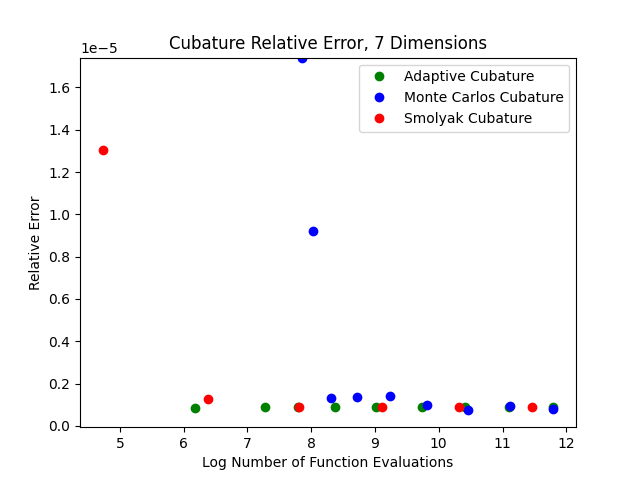 Cubature Relative Error, 7 Dimensions
1e−5
Adaptive Cubature
Monte Carlos Cubature
Smolyak Cubature
1.6
1.4
1.2
1.0
0.8
0.6
0.4
0.2
0.0
Relative Error
5 6 7 8 9 10 11 12
Log Number of Function Evaluations